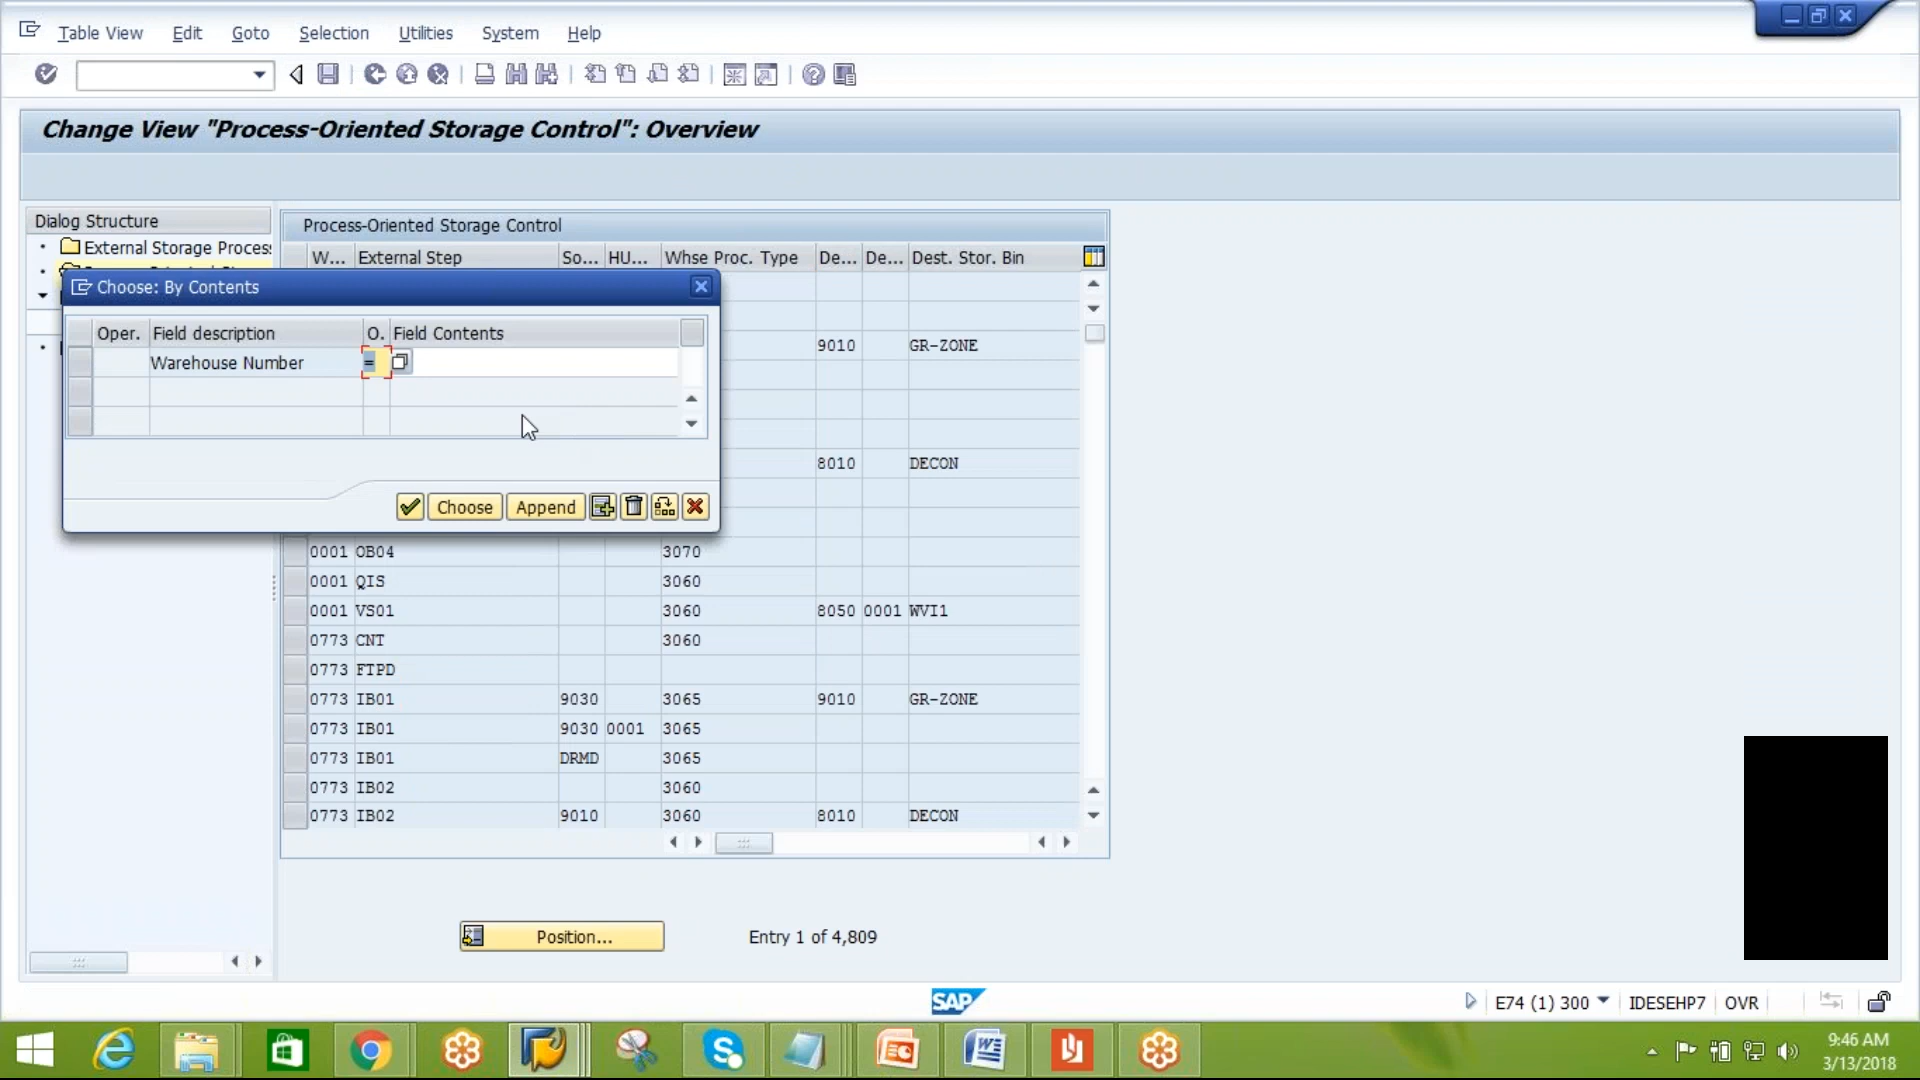 Table View Edit Goto Selection Utilities System Help
Change View "Process-Oriented Storage Control": Overview
Dialog Structure
External Storage Process
Process-Oriented Storage Control
W... External Step So... HU... Whse Proc. Type De... De... Dest. Stor. Bin
Choose: By Contents
Oper. Field description O. Field Contents
Warehouse Number =
9010 GR-ZONE
8010 DECON
Choose Append
0001 OB04 3070
0001 QIS 3060
0001 VS01 3060 8050 0001 WVI1
0773 CNT 3060
0773 FTPD
0773 IB01 9030 3065 9010 GR-ZONE
0773 IB01 9030 0001 3065
0773 IB01 DRMD 3065
0773 IB02 3060
0773 IB02 9010 3060 8010 DECON
Position... Entry 1 of 4,809
SAP
E74 (1) 300 IDESEHP7 OVR
9:46 AM
3/13/2018